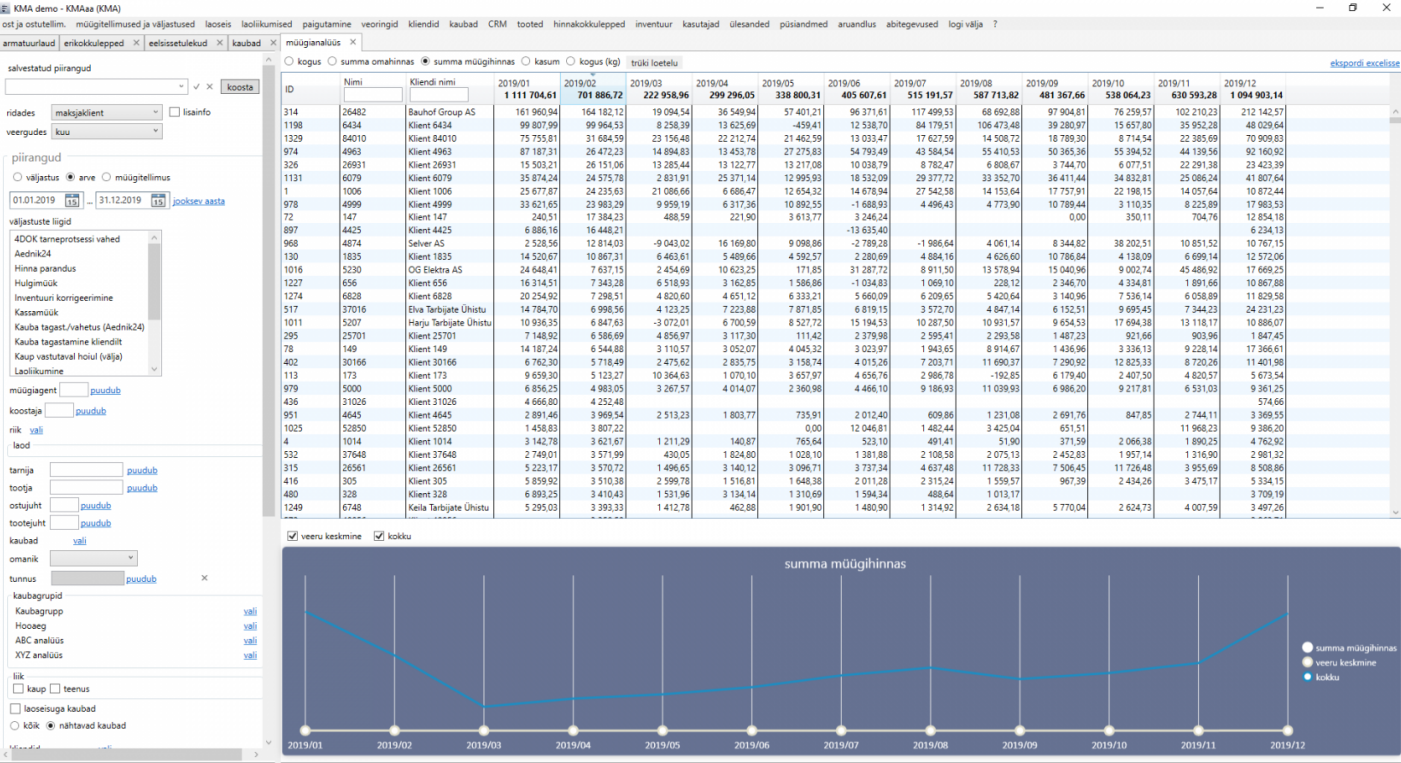 KMA demo - KMAaa (KMA)
ost ja ostutellim. müügitellimused ja väljastused laoseis laoliikumised paigutamine veoringid kliendid kaubad CRM tooted hinnakokkulepped inventuur kasutajad ülesanded püsiandmed aruandlus abitegevused logi välja ?
armatuurlaud erikokkulepped × eelsissetulekud × kaubad × müügianalüüs ×
salvestatud piirangud
koosta
ridades maksjaklient lisainfo
veergudes kuu
piirangud
väljastus arve müügitellimus
01.01.2019 15 ... 31.12.2019 15 jooksev aasta
väljastuste liigid
4DOK tarneprotsessi vahed
Aednik24
Hinna parandus
Hulgimüük
Inventuuri korrigeerimine
Kassamüük
Kauba tagast./vahetus (Aednik24)
Kauba tagastamine kliendilt
Kaup vastutaval hoiul (välja)
Laoliikumine
müügiagent puudub
koostaja puudub
riik vali
laod
tarnija puudub
tootja puudub
ostujuht puudub
tootejuht puudub
kaubad vali
omanik
tunnus puudub ×
kaubagrupid
Kaubagrupp vali
Hooaeg vali
ABC analüüs vali
XYZ analüüs vali
liik
kaup teenus
laoseisuga kaubad
kõik nähtavad kaubad
kogus summa omahinnas summa müügihinnas kasum kogus (kg) trüki loetelu ekspordi excelisse
ID Nimi Kliendi nimi 2019/01 2019/02 2019/03 2019/04 2019/05 2019/06 2019/07 2019/08 2019/09 2019/10 2019/11 2019/12
1 111 704,61 701 886,72 222 958,96 299 296,05 338 800,31 405 607,61 515 191,57 587 713,82 481 367,66 538 064,23 630 593,28 1 094 903,14
314 26482 Bauhof Group AS 161 960,94 164 182,12 19 094,54 36 549,94 57 401,21 96 371,61 117 499,53 68 692,88 97 904,81 76 259,57 102 210,23 212 142,57
1198 6434 Klient 6434 99 807,99 99 964,53 8 258,39 13 625,69 -459,41 12 538,70 84 179,51 106 473,48 39 280,97 15 657,80 35 952,28 48 029,64
1329 84010 Klient 84010 75 755,81 31 684,59 23 156,48 22 212,74 21 462,59 13 033,47 17 627,59 14 508,72 18 789,30 8 714,54 22 385,69 70 909,83
974 4963 Klient 4963 87 187,31 26 472,23 14 894,83 13 453,78 27 275,83 54 793,49 43 584,54 55 410,53 50 365,36 55 394,52 44 139,56 92 160,92
326 26931 Klient 26931 15 503,21 26 151,06 13 285,44 13 122,77 13 217,08 10 038,79 8 782,47 6 808,67 3 744,70 6 077,51 22 291,38 23 423,39
1131 6079 Klient 6079 35 874,24 24 575,78 2 831,91 25 371,14 12 995,93 18 532,09 29 377,72 33 352,70 36 411,44 34 832,81 25 086,24 41 807,64
1 1006 Klient 1006 25 677,87 24 235,63 21 086,66 6 686,47 12 654,32 14 678,94 27 542,58 14 153,64 17 757,91 22 198,15 14 057,64 10 872,44
978 4999 Klient 4999 33 621,65 23 983,29 9 959,19 6 317,36 10 892,55 -1 688,93 4 496,43 4 773,90 10 789,44 3 110,35 8 225,89 17 983,53
72 147 Klient 147 240,51 17 384,23 488,59 221,90 3 613,77 3 246,24 0,00 350,11 704,76 12 854,18
897 4425 Klient 4425 6 886,16 16 448,21 -13 635,40 6 234,13
968 4874 Selver AS 2 528,56 12 814,03 -9 043,02 16 169,80 9 098,86 -2 789,28 -1 986,64 4 061,14 8 344,82 38 202,51 10 851,52 10 767,15
130 1835 Klient 1835 14 520,67 10 867,31 6 463,61 5 489,66 4 592,57 2 280,69 4 884,16 4 626,60 10 786,84 4 138,09 6 699,14 12 572,06
1016 5230 OG Elektra AS 24 648,41 7 637,15 2 454,69 10 623,25 171,85 31 287,72 8 911,50 13 578,94 15 040,96 9 002,74 45 486,92 17 669,25
1227 656 Klient 656 16 314,51 7 343,28 6 518,93 3 162,85 1 586,86 -1 034,83 1 069,10 228,12 2 346,70 4 334,81 1 891,66 10 867,88
1274 6828 Klient 6828 20 254,92 7 298,51 4 820,60 4 651,12 6 333,21 5 660,09 6 209,65 5 420,64 3 140,96 7 536,14 6 058,89 11 829,58
517 37016 Elva Tarbijate Ühistu 14 784,70 6 998,56 4 123,25 7 223,88 7 871,85 6 819,15 3 572,70 4 847,14 6 152,51 9 695,45 7 344,23 24 231,23
1011 5207 Harju Tarbijate Ühistu 10 936,35 6 847,63 -3 072,01 6 700,59 8 527,72 15 194,53 10 287,50 10 931,57 9 654,53 17 694,38 13 118,17 10 886,07
295 25701 Klient 25701 7 148,92 6 586,69 4 856,97 3 117,30 111,42 2 379,98 2 595,41 2 293,58 1 487,23 921,66 903,96 1 847,45
78 149 Klient 149 14 187,24 6 544,88 3 110,57 3 052,07 4 045,32 3 023,97 1 943,65 8 914,67 1 436,96 3 336,13 9 228,14 17 366,61
402 30166 Klient 30166 6 762,30 5 718,49 2 475,62 2 835,75 3 158,74 4 015,26 7 203,71 11 690,37 7 290,92 12 825,33 8 720,26 11 401,98
113 173 Klient 173 9 659,30 5 123,27 10 364,63 1 070,10 3 657,97 4 656,76 2 986,78 -192,85 6 179,40 2 407,50 4 820,57 5 673,54
979 5000 Klient 5000 6 856,25 4 983,05 3 267,57 4 014,07 2 360,98 4 466,10 9 186,93 11 039,93 6 986,20 9 217,81 6 531,03 9 361,25
436 31026 Klient 31026 4 666,80 4 252,48 574,66
951 4645 Klient 4645 2 891,46 3 969,54 2 513,23 1 803,77 735,91 2 012,40 609,86 1 231,08 2 691,76 847,85 2 744,11 3 369,55
1025 52850 Klient 52850 1 458,83 3 807,22 0,00 12 046,81 1 482,44 3 425,04 651,51 11 968,23 9 386,20
4 1014 Klient 1014 3 142,78 3 621,67 1 211,29 140,87 765,64 523,10 491,41 51,90 371,59 2 066,38 1 890,25 4 762,92
532 37648 Klient 37648 2 749,01 3 571,99 430,05 1 824,80 1 028,10 1 381,88 2 108,58 2 075,13 2 452,83 1 957,14 1 316,90 2 981,32
315 26561 Klient 26561 5 223,17 3 570,72 1 496,65 3 140,12 3 096,71 3 737,34 4 637,48 11 728,33 7 506,45 11 726,48 3 955,69 8 508,86
416 305 Klient 305 5 859,92 3 510,38 2 599,78 1 516,81 1 648,38 2 011,28 2 315,24 1 559,57 967,39 2 434,26 3 475,17 5 334,15
480 328 Klient 328 6 893,25 3 410,43 1 531,96 3 134,14 1 310,69 1 594,34 488,64 1 013,17 3 709,19
1249 6748 Keila Tarbijate Ühistu 5 295,03 3 393,33 1 412,78 462,88 1 901,90 1 480,90 1 314,92 2 634,18 5 770,04 2 624,73 4 007,59 3 497,26
veeru keskmine kokku
summa müügihinnas
summa müügihinnas
veeru keskmine
kokku
2019/01 2019/02 2019/03 2019/04 2019/05 2019/06 2019/07 2019/08 2019/09 2019/10 2019/11 2019/12